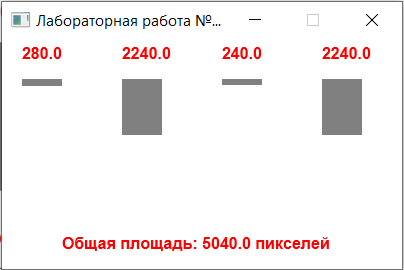 Лабораторная работа №...
280.0 2240.0 240.0 2240.0
Общая площадь: 5040.0 пикселей